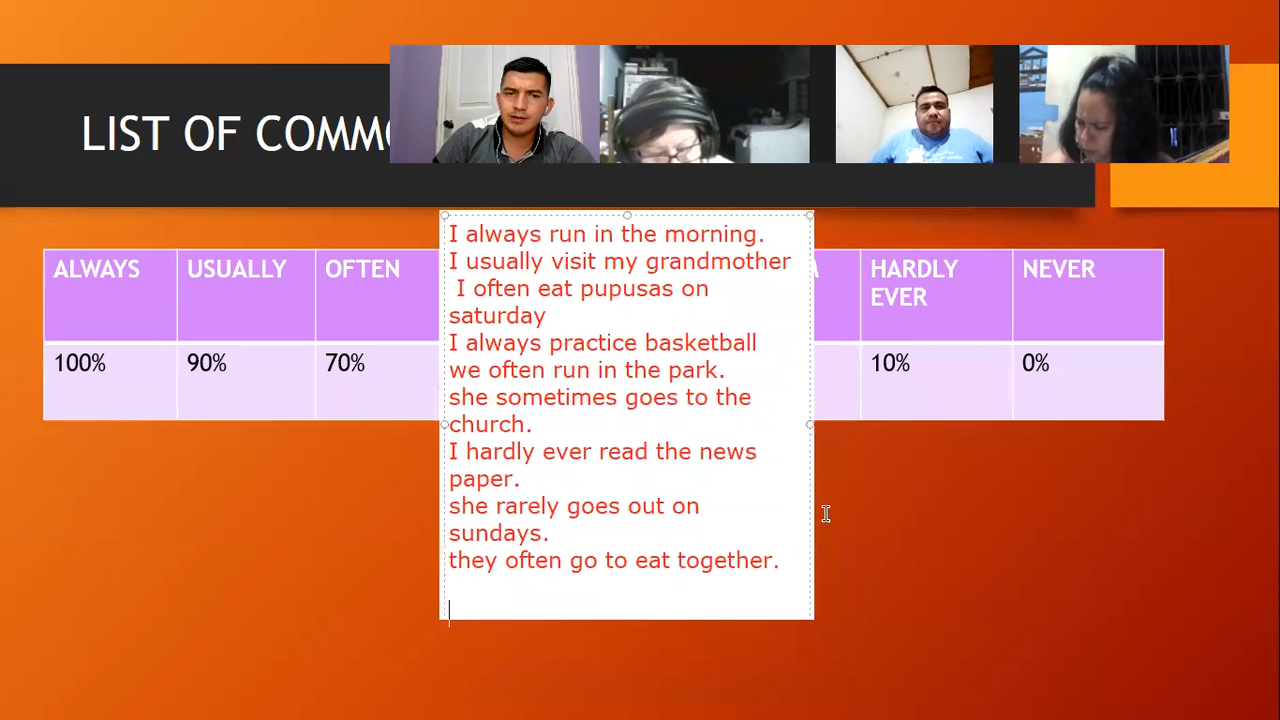 LIST OF COMMO
ALWAYS USUALLY OFTEN HARDLY EVER NEVER
100% 90% 70% 10% 0%
I always run in the morning.
I usually visit my grandmother
I often eat pupusas on
saturday
I always practice basketball
we often run in the park.
she sometimes goes to the
church.
I hardly ever read the news
paper.
she rarely goes out on
sundays.
they often go to eat together.